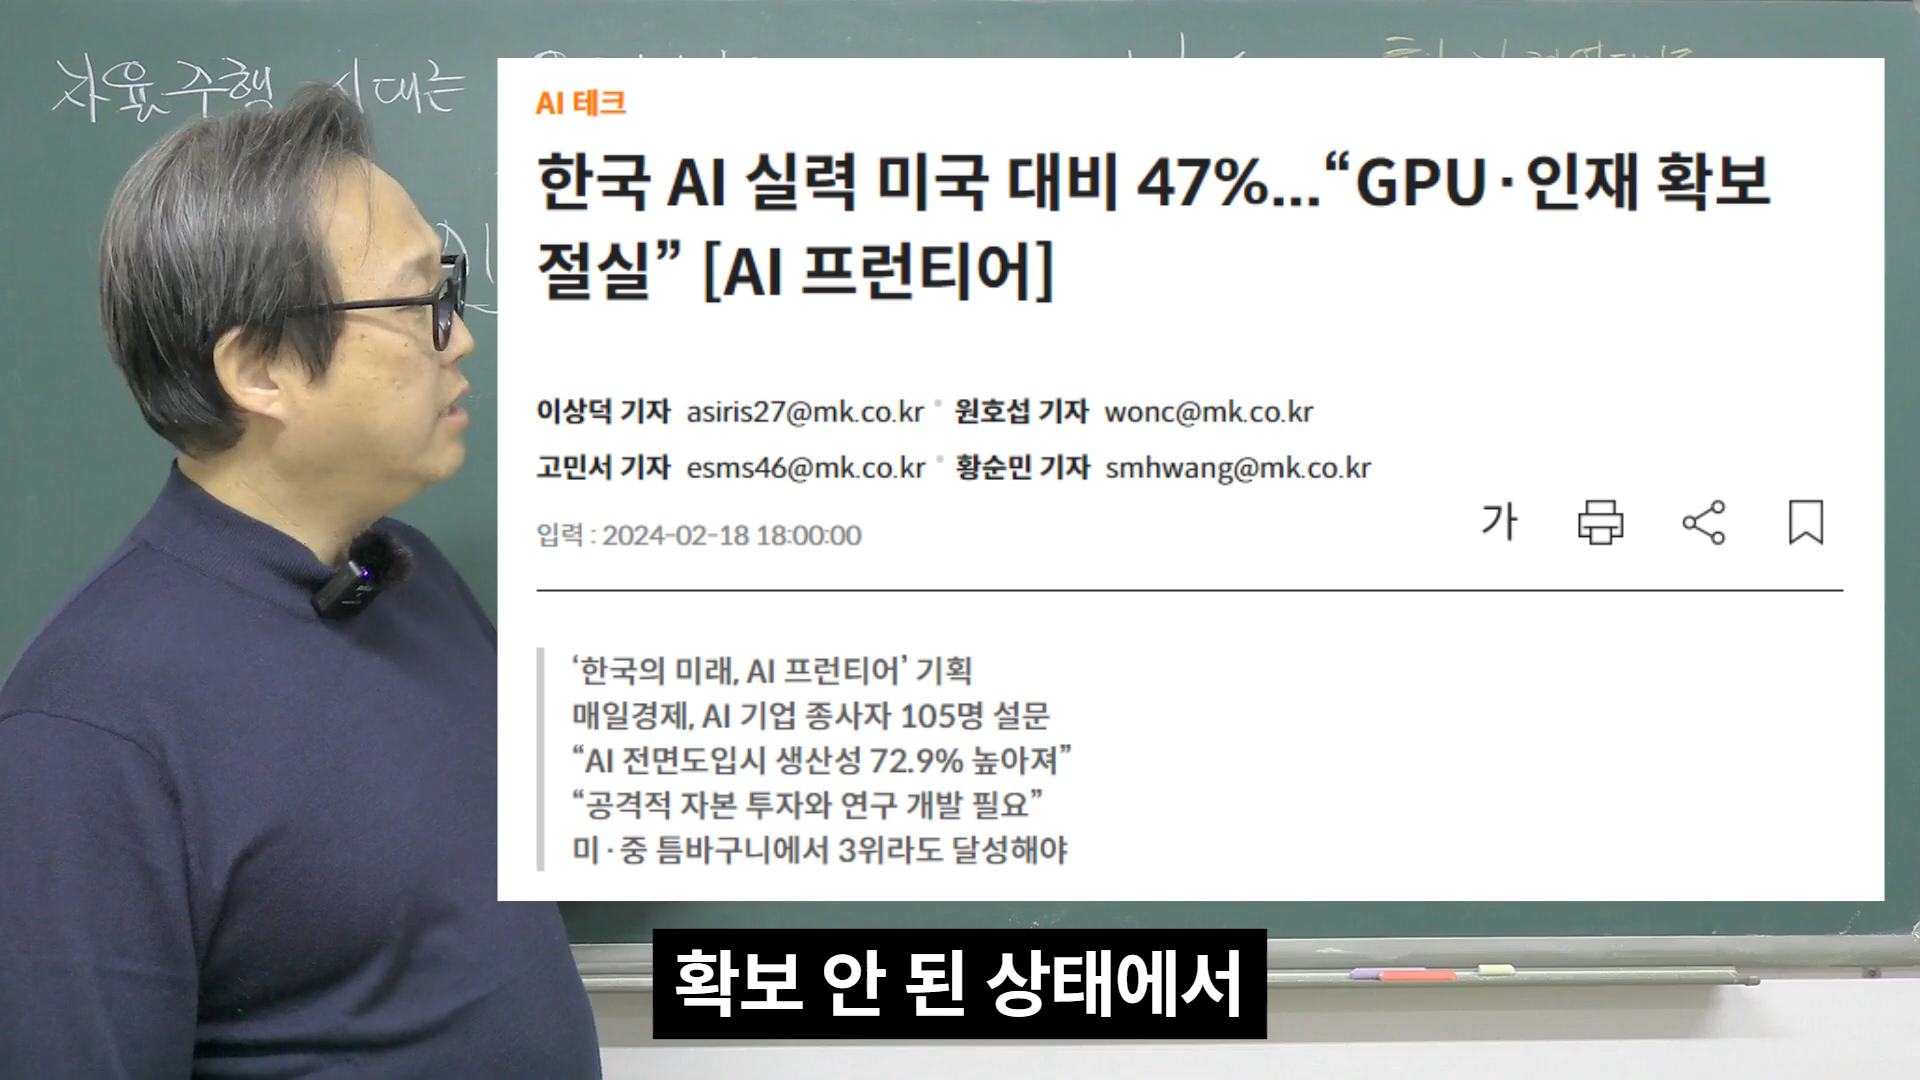 자율주행 시대는
AI 테크
한국 AI 실력 미국 대비 47%…“GPU·인재 확보
절실” [AI 프런티어]
이상덕 기자 asiris27@mk.co.kr 원호섭 기자 wonc@mk.co.kr
고민서 기자 esms46@mk.co.kr 황순민 기자 smhwang@mk.co.kr
입력 : 2024-02-18 18:00:00
가
‘한국의 미래, AI 프런티어’ 기획
매일경제, AI 기업 종사자 105명 설문
“AI 전면도입시 생산성 72.9% 높아져”
“공격적 자본 투자와 연구 개발 필요”
미·중 틈바구니에서 3위라도 달성해야
확보 안 된 상태에서